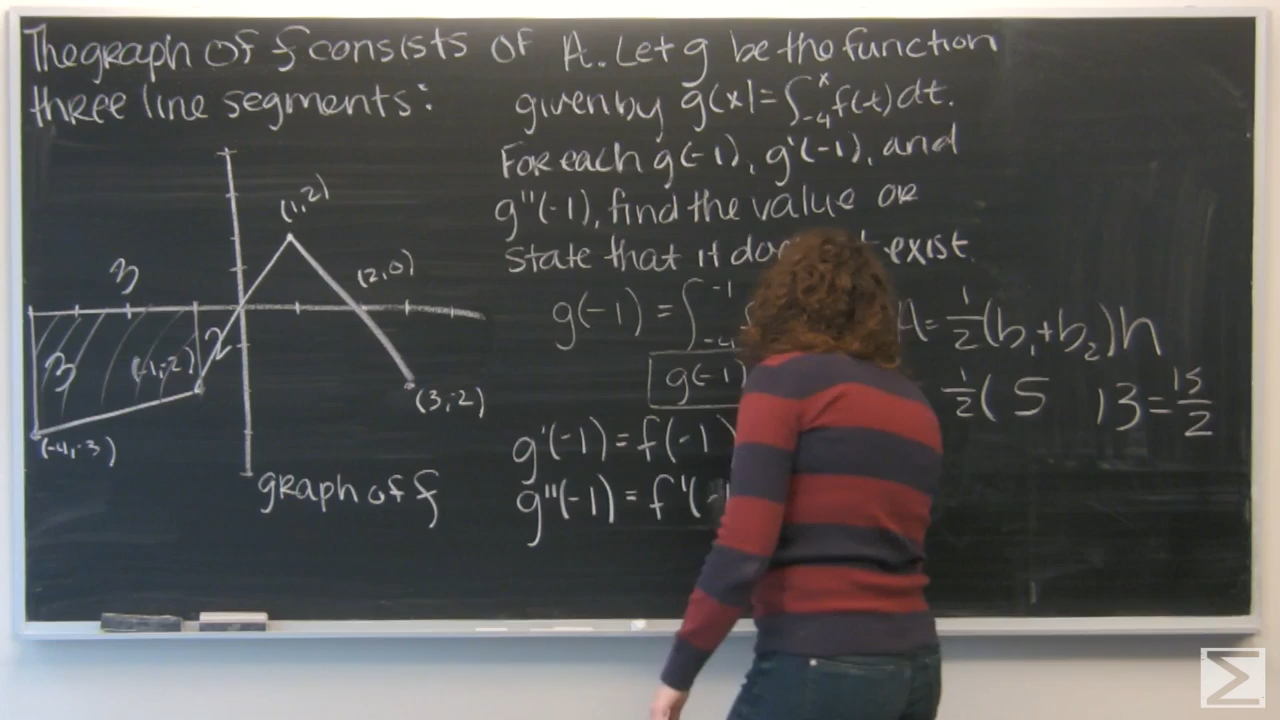 The graph of f consists of
three line segments:
(1,2)
(2,0)
3
3
2
(-1,-2)
(-4,-3)
(3,-2)
graph of f
A. Let g be the function
given by g(x)=∫₋₄ˣ f(t)dt.
For each g(-1), g'(-1), and
g''(-1), find the value or
state that it exist.
g(-1) = ∫₋₄⁻¹
g(-1)
g'(-1)=f(-1)
g''(-1)=f'(
A=½(b₁+b₂)h
½( 5 )3=15/2
Σ